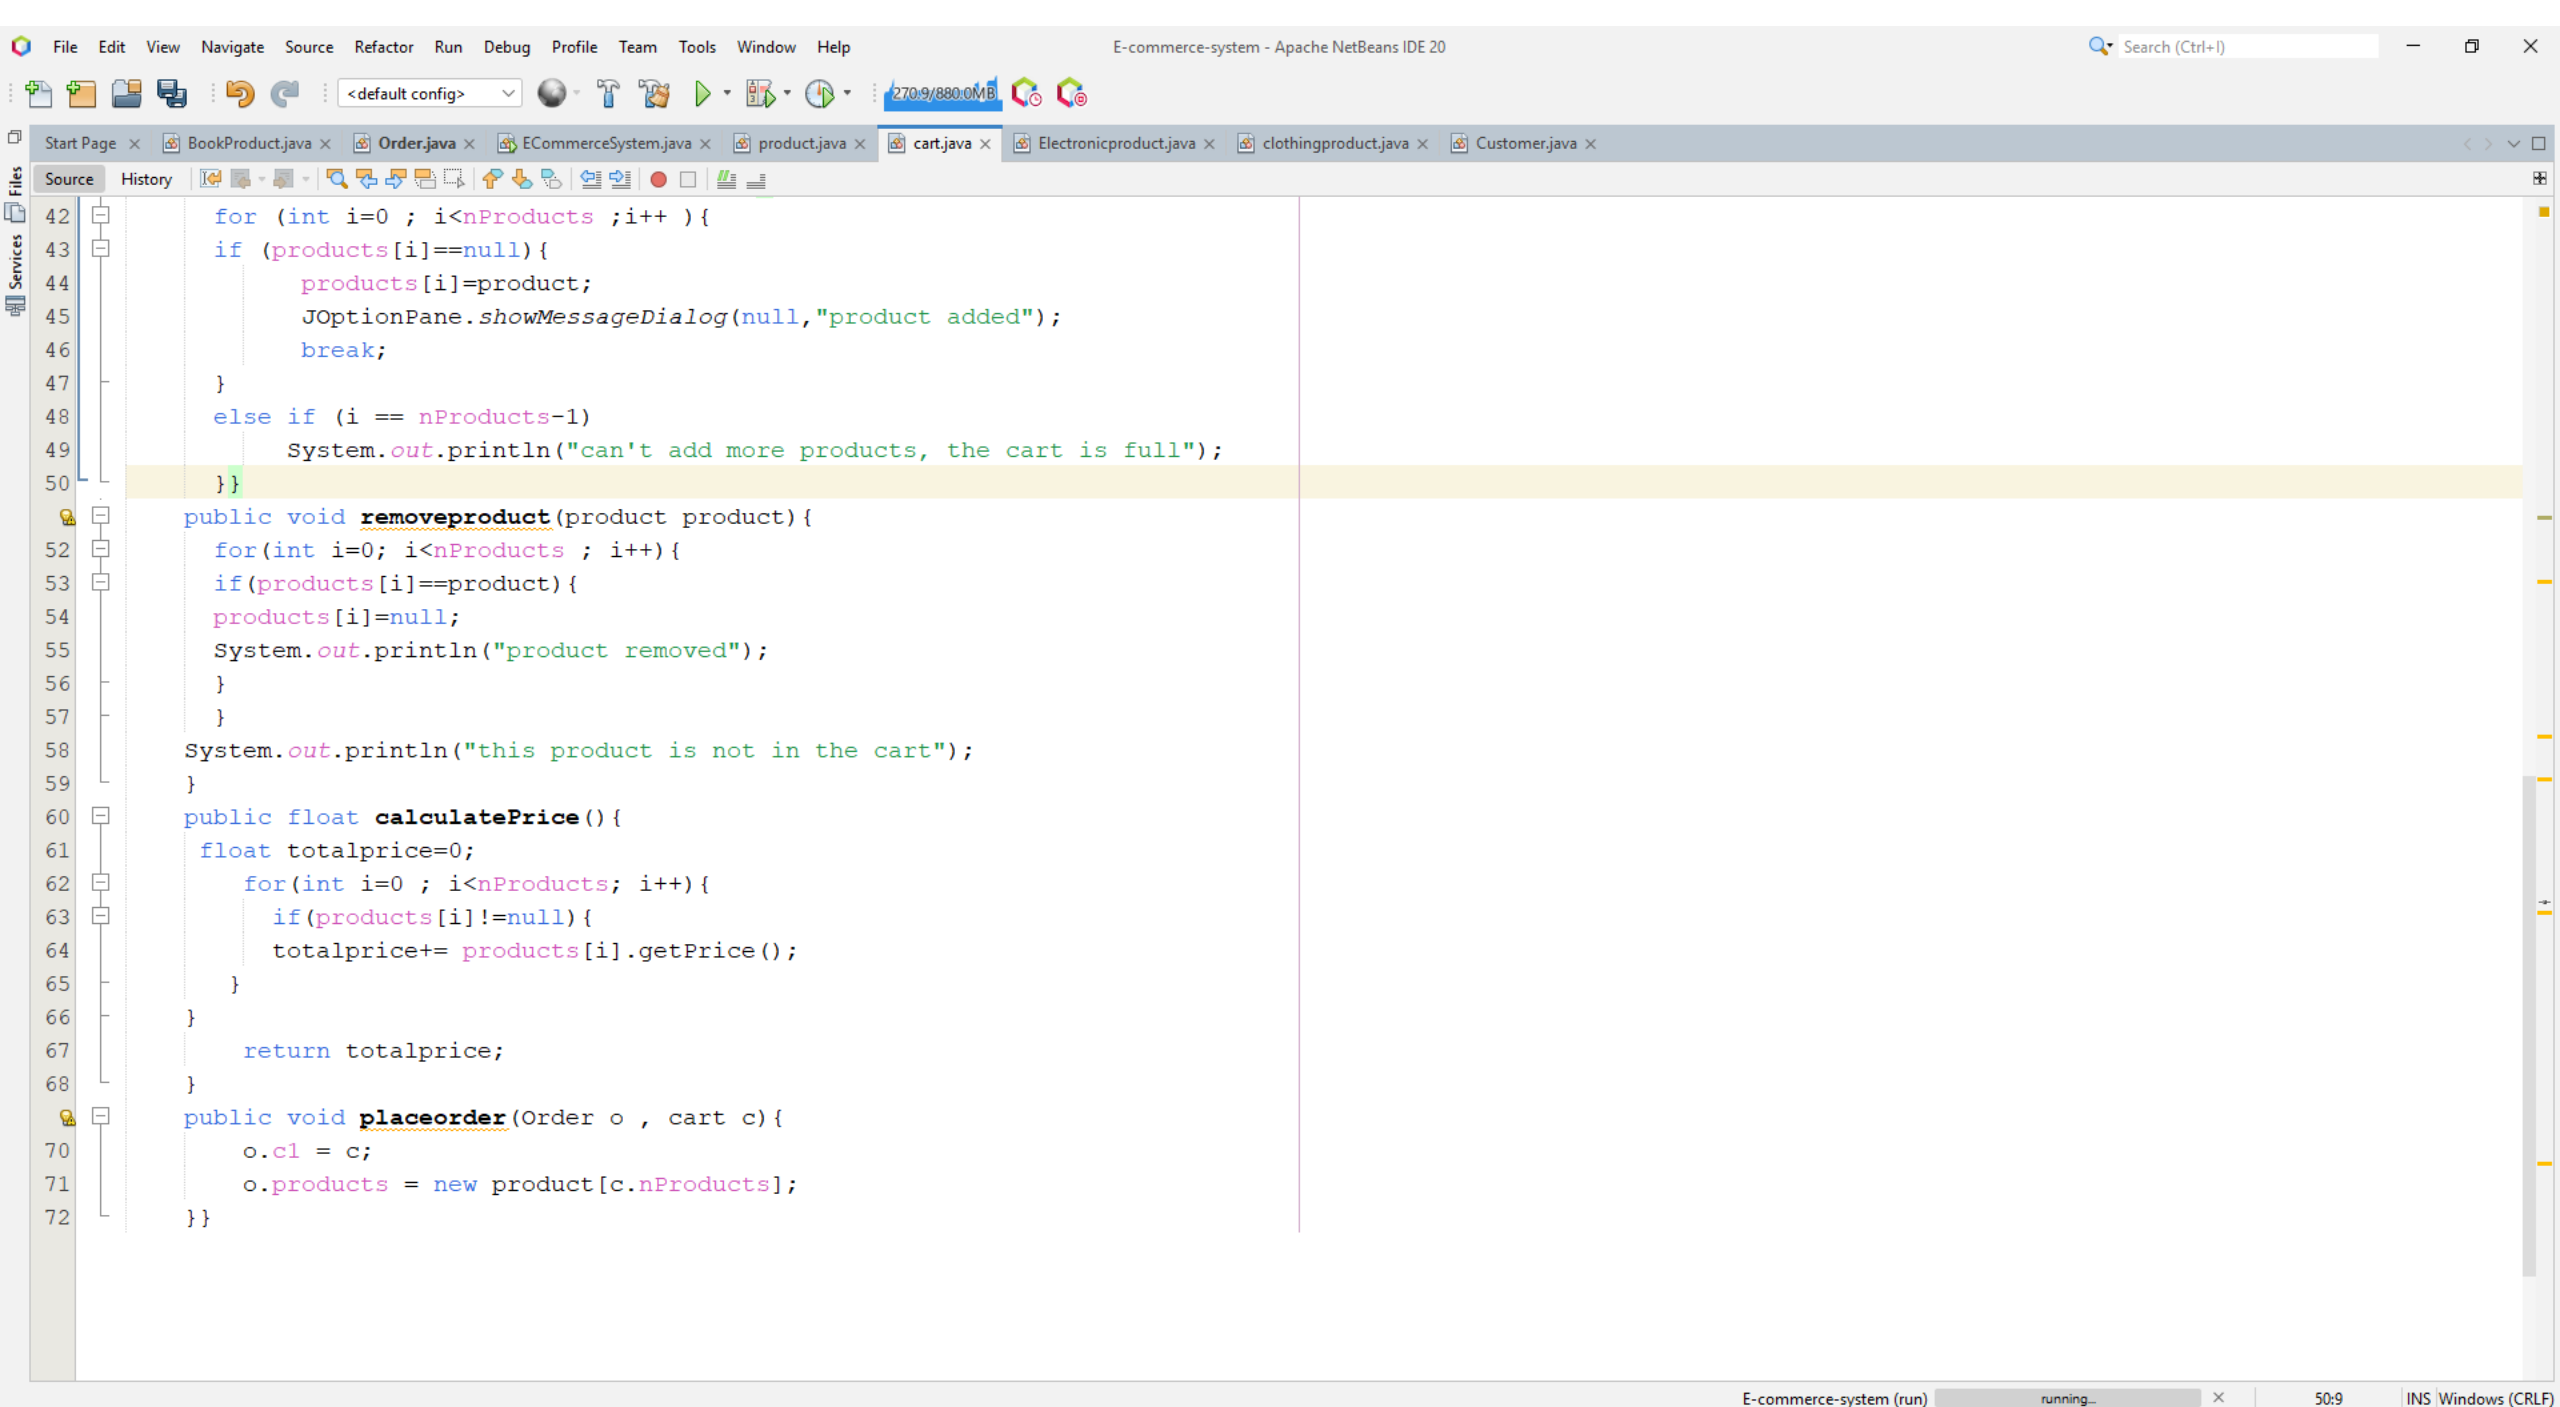 File Edit View Navigate Source Refactor Run Debug Profile Team Tools Window Help E-commerce-system - Apache NetBeans IDE 20 Search (Ctrl+I)
<default config> 270.9/880.0MB
Start Page BookProduct.java Order.java ECommerceSystem.java product.java cart.java Electronicproduct.java clothingproduct.java Customer.java
Source History
Files
Services
42 for (int i=0 ; i<nProducts ;i++ ){
43 if (products[i]==null){
44 products[i]=product;
45 JOptionPane.showMessageDialog(null,"product added");
46 break;
47 }
48 else if (i == nProducts-1)
49 System.out.println("can't add more products, the cart is full");
50 }}
public void removeproduct(product product){
52 for(int i=0; i<nProducts ; i++){
53 if(products[i]==product){
54 products[i]=null;
55 System.out.println("product removed");
56 }
57 }
58 System.out.println("this product is not in the cart");
59 }
60 public float calculatePrice(){
61 float totalprice=0;
62 for(int i=0 ; i<nProducts; i++){
63 if(products[i]!=null){
64 totalprice+= products[i].getPrice();
65 }
66 }
67 return totalprice;
68 }
public void placeorder(Order o , cart c){
70 o.c1 = c;
71 o.products = new product[c.nProducts];
72 }}
E-commerce-system (run) running... 50:9 INS Windows (CRLF)